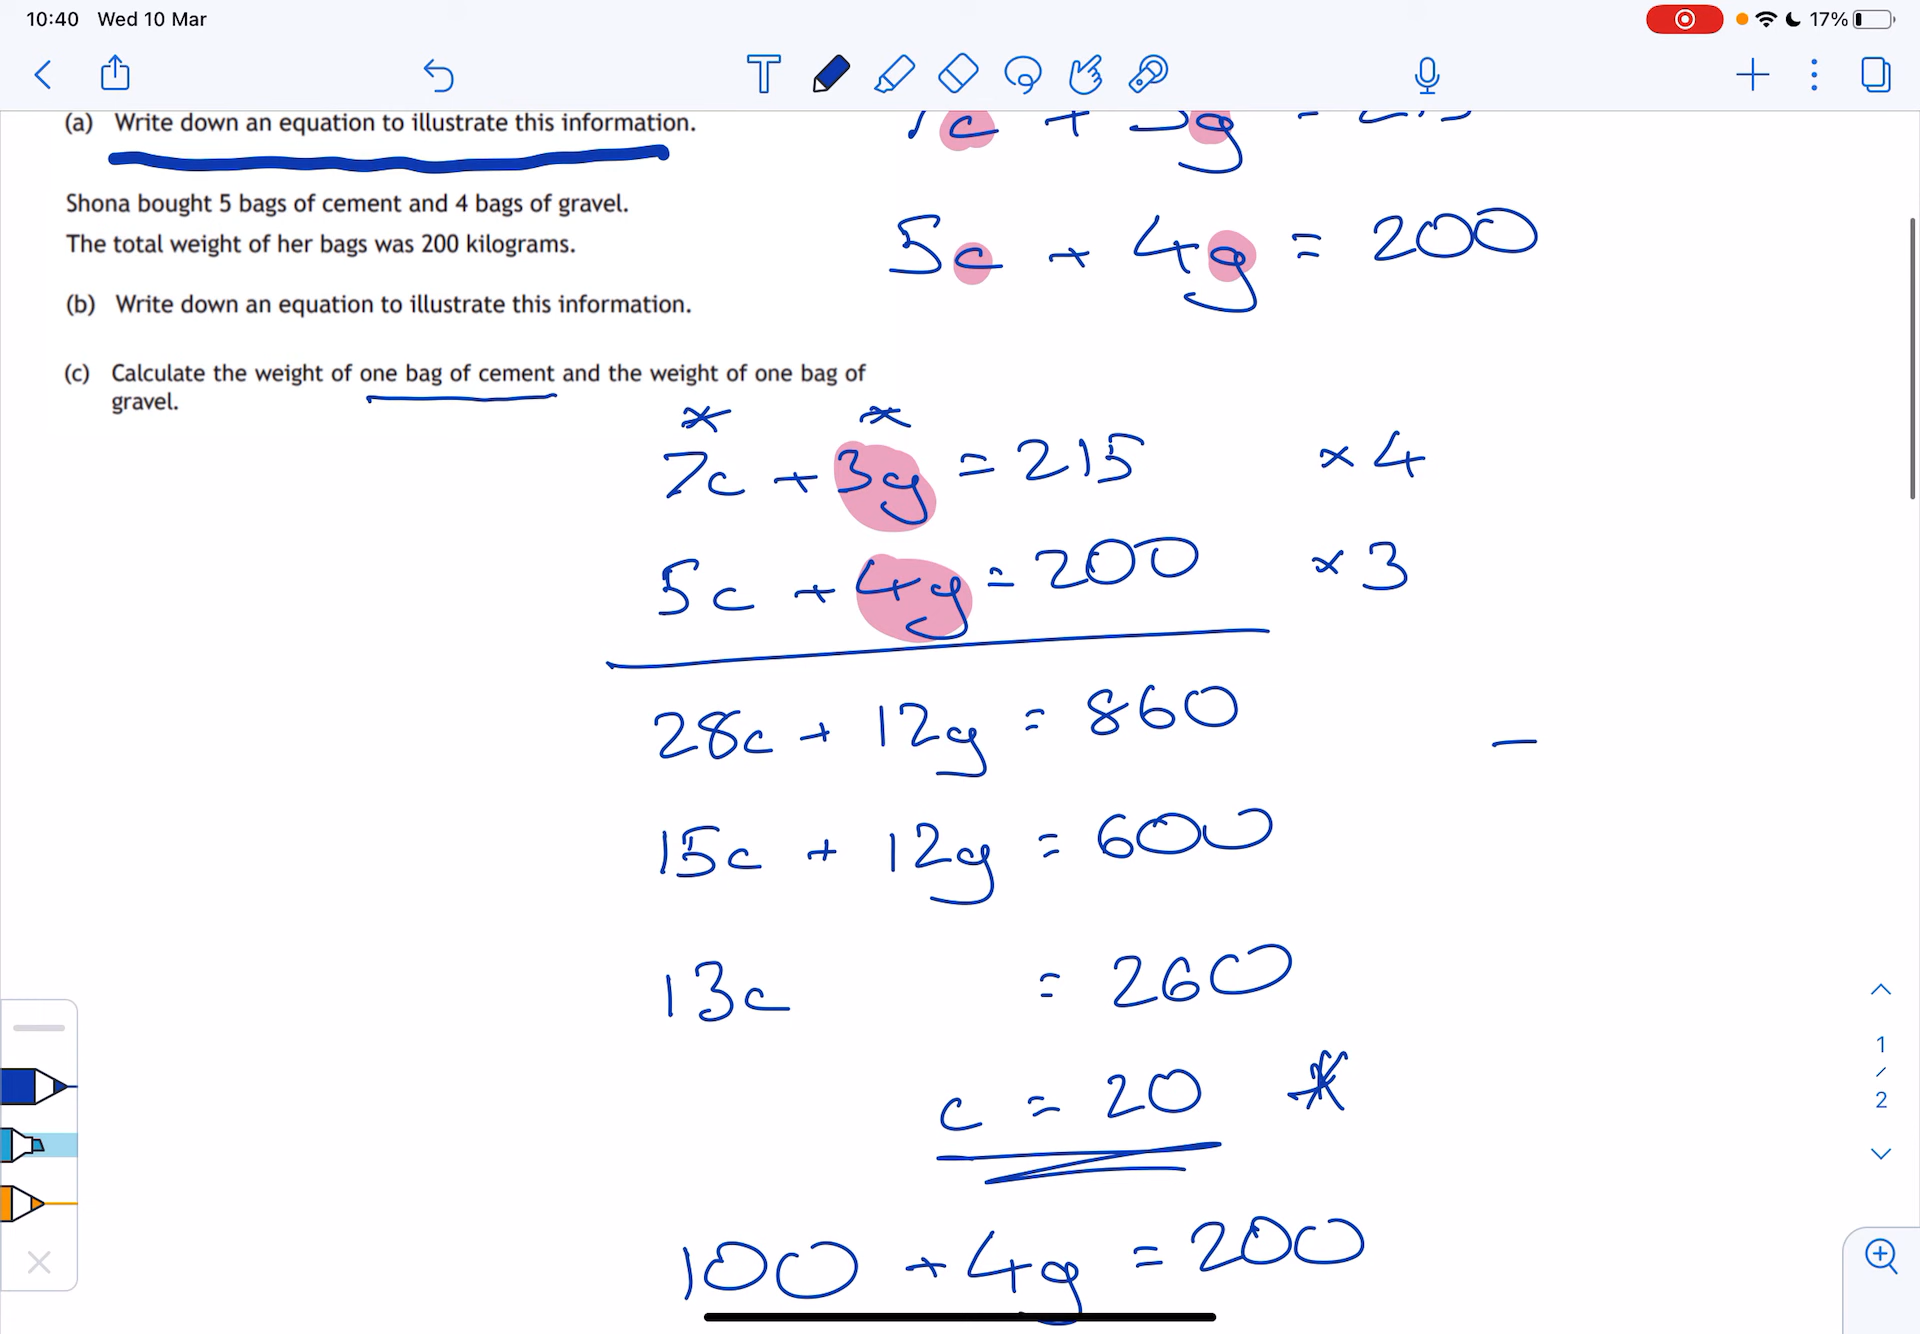 10:40 Wed 10 Mar
17%
(a) Write down an equation to illustrate this information.
Shona bought 5 bags of cement and 4 bags of gravel.
The total weight of her bags was 200 kilograms.
5c + 4g = 200
(b) Write down an equation to illustrate this information.
(c) Calculate the weight of one bag of cement and the weight of one bag of
gravel.
* *
7c + 3g = 215 × 4
5c + 4g = 200 × 3
28c + 12g = 860 –
15c + 12g = 600
13c = 260
c = 20 *
100 + 4g = 200
1
/
2